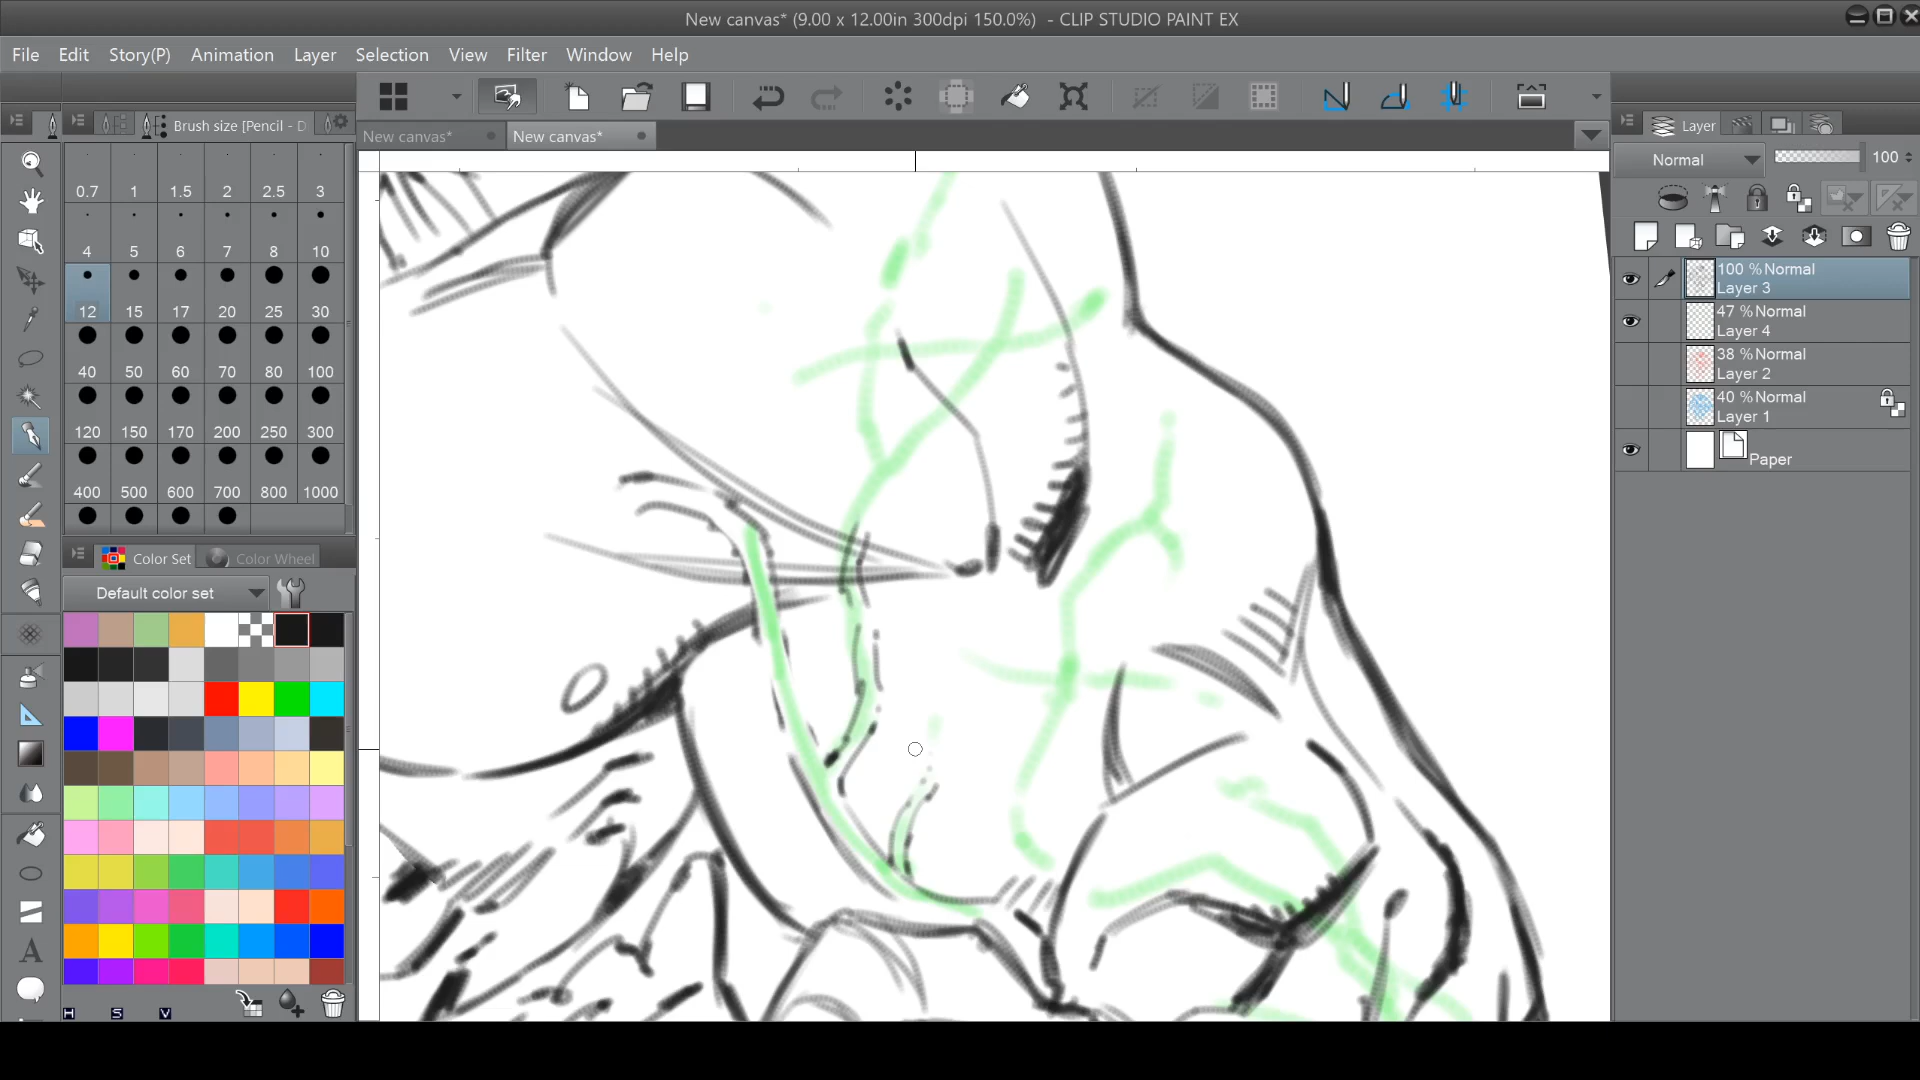 New canvas* (9.00 x 12.00in 300dpi 150.0%)  - CLIP STUDIO PAINT EX
File Edit Story(P) Animation Layer Selection View Filter Window Help
Brush size [Pencil - D
New canvas* New canvas*
Layer
Normal 100
0.7 1 1.5 2 2.5 3
4 5 6 7 8 10
12 15 17 20 25 30
40 50 60 70 80 100
120 150 170 200 250 300
400 500 600 700 800 1000
100 %Normal
Layer 3
47 %Normal
Layer 4
38 %Normal
Layer 2
40 %Normal
Layer 1
Paper
Color Set Color Wheel
Default color set
A
H S V